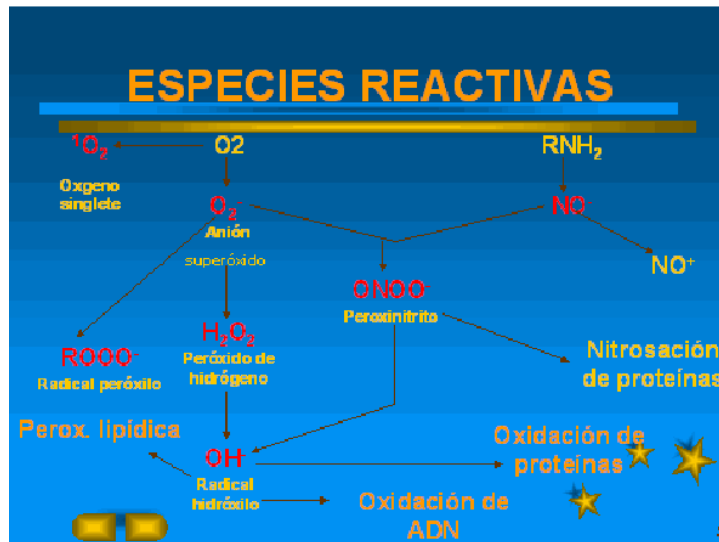 ESPECIES REACTIVAS
¹O₂
O2
RNH₂
Oxgeno
singlete
O₂⁻
Anión
superóxido
NO⁻
NO⁺
ONOO⁻
Peroxinitrito
H₂O₂
Peróxido de
hidrógeno
ROOO⁻
Radical peróxilo
Nitrosación
de proteínas
Perox. lipídica
OH⁻
Radical
hidróxilo
Oxidación de
proteínas
Oxidación de
ADN